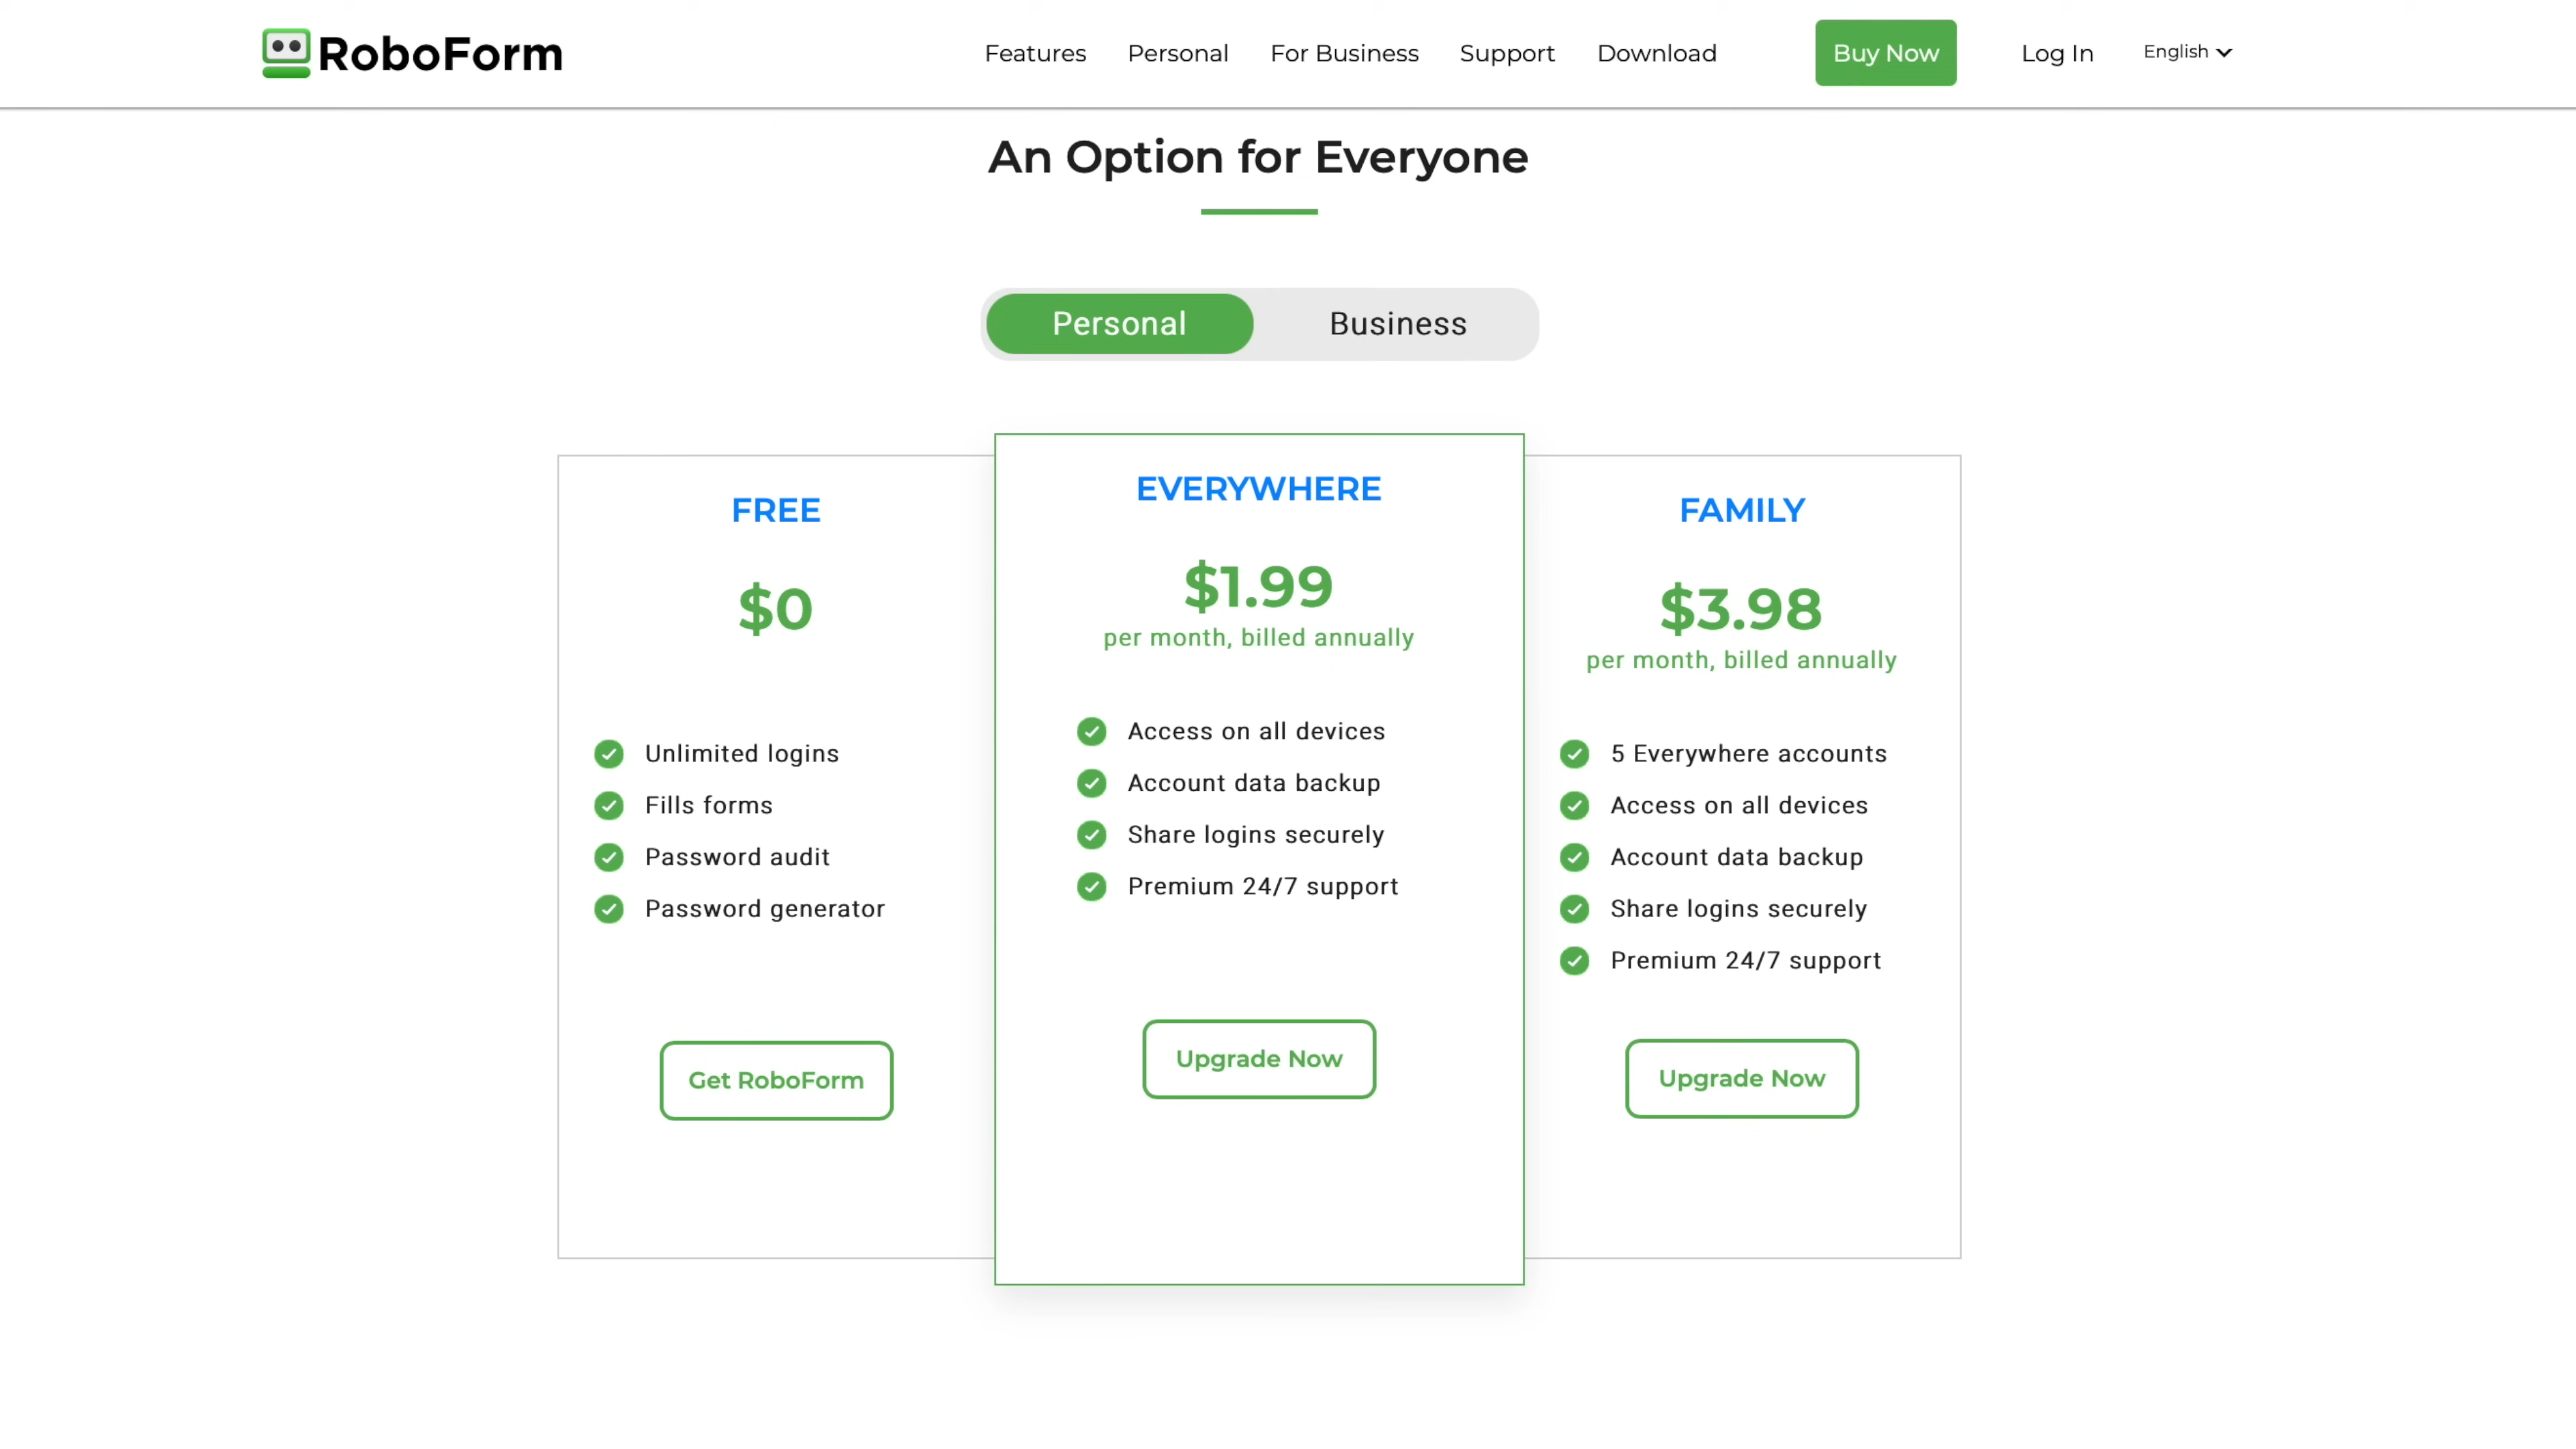 RoboForm
Features Personal For Business Support Download Buy Now Log In English
An Option for Everyone
Personal Business
FREE
$0
Unlimited logins
Fills forms
Password audit
Password generator
Get RoboForm
EVERYWHERE
$1.99
per month, billed annually
Access on all devices
Account data backup
Share logins securely
Premium 24/7 support
Upgrade Now
FAMILY
$3.98
per month, billed annually
5 Everywhere accounts
Access on all devices
Account data backup
Share logins securely
Premium 24/7 support
Upgrade Now